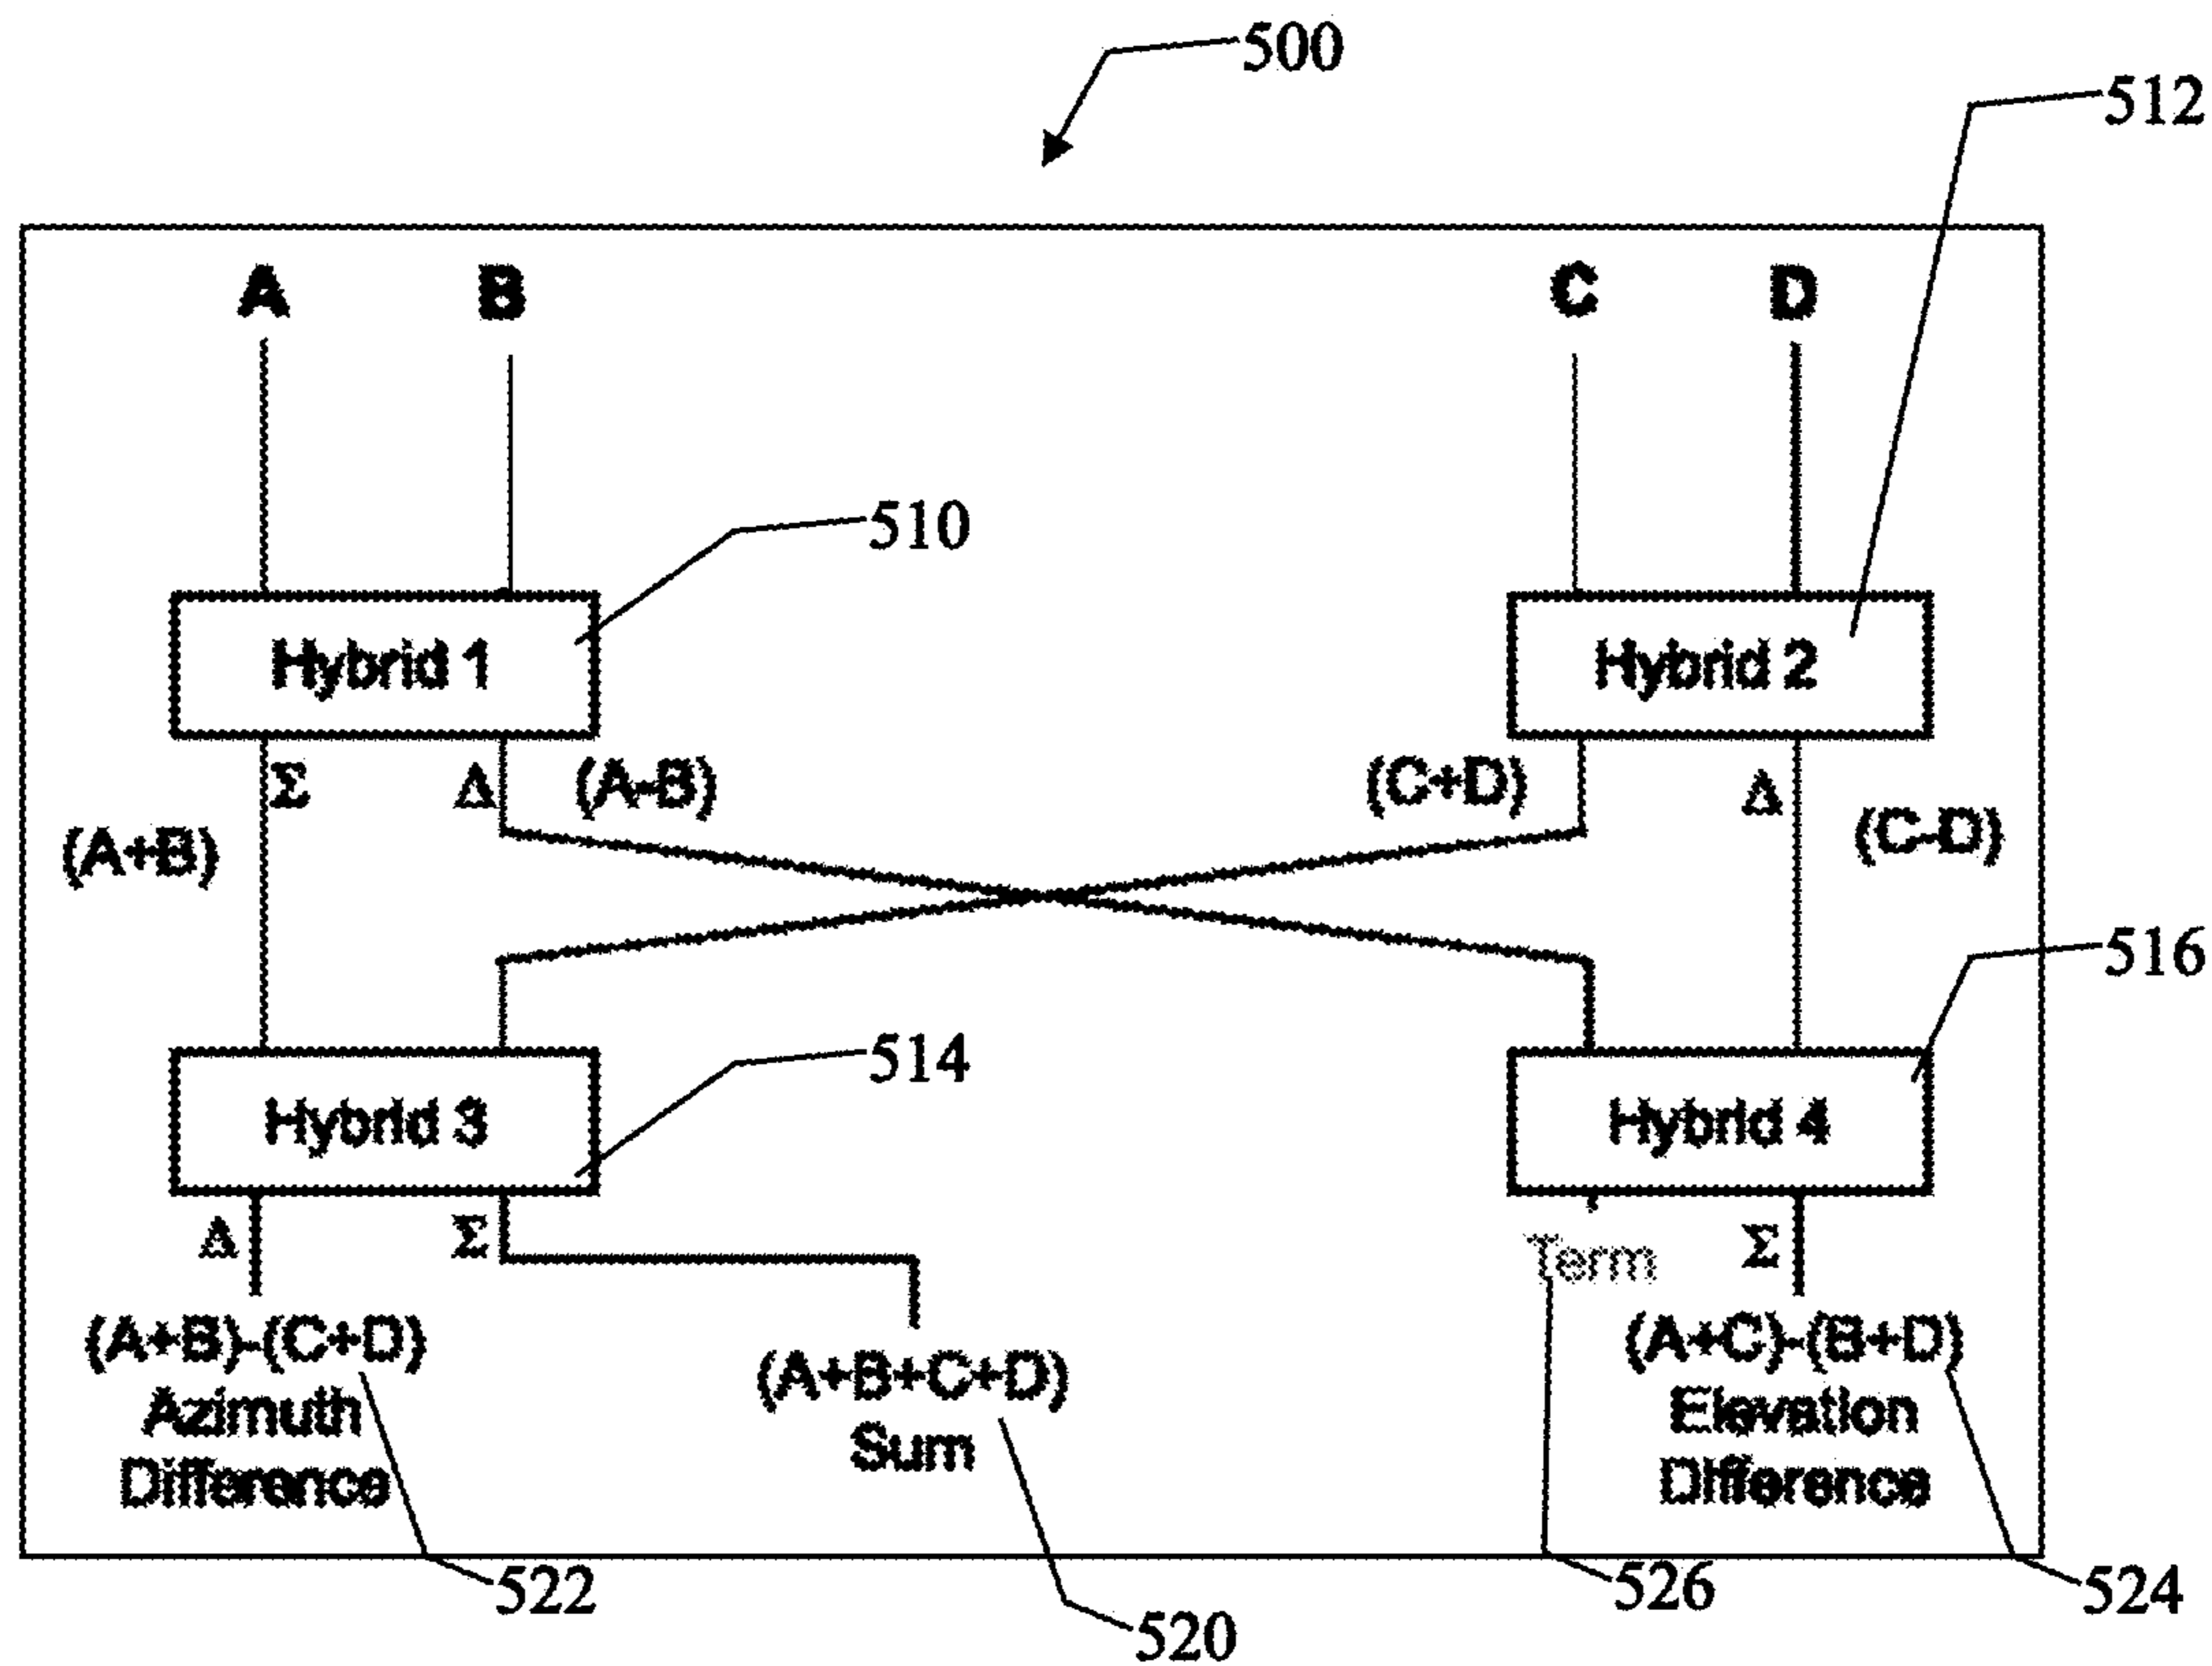 500
512
A B C D
510
Hybrid 1 Hybrid 2
Σ Δ (A-B) (C+D) Δ (C-D)
(A+B)
516
514
Hybrid 3 Hybrid 4
Δ Σ Term Σ
(A+B)-(C+D)
Azimuth
Difference
(A+B+C+D)
Sum
(A+C)-(B+D)
Elevation
Difference
522
520
526
524